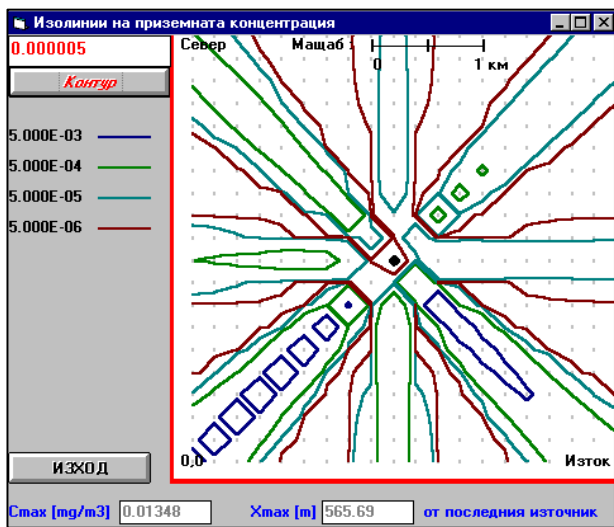 Изолинии на приземната концентрация
0.000005
Север Мащаб :
0 1 км
Контур
5.000E-03
5.000E-04
5.000E-05
5.000E-06
ИЗХОД
0,0 Изток
Cmax [mg/m3] 0.01348 Xmax [m] 565.69 от последния източник